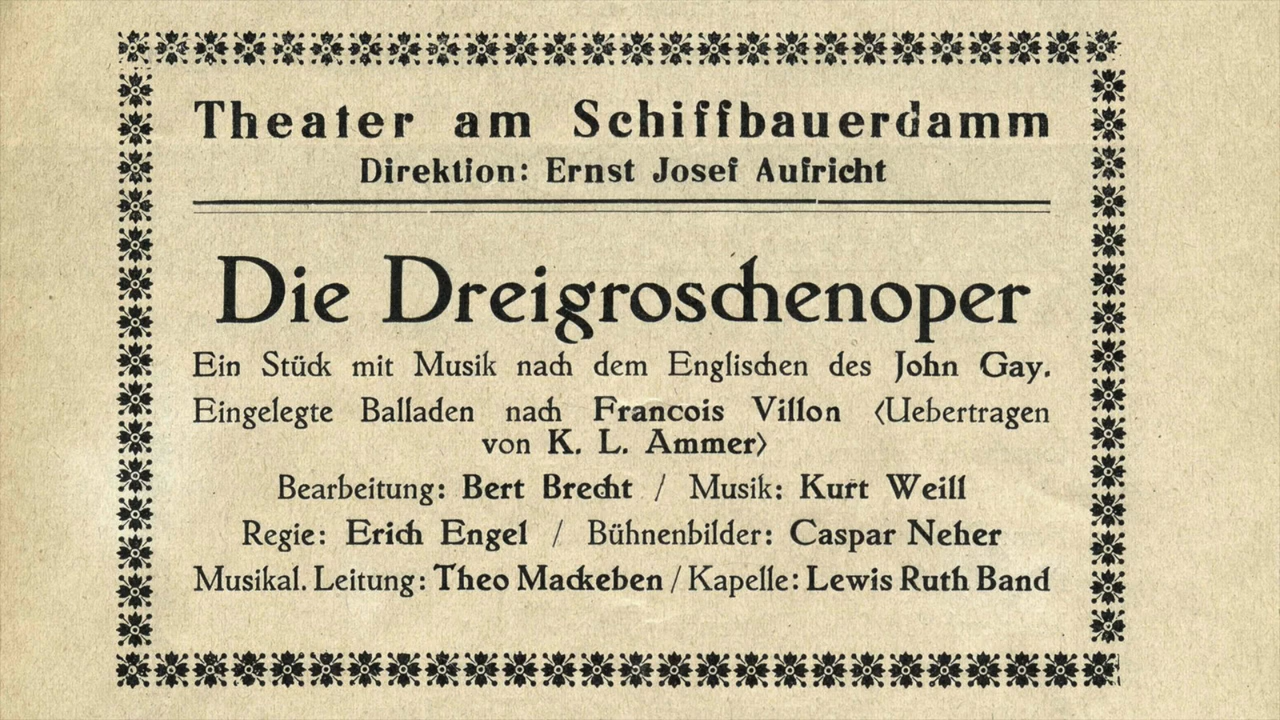 Theater am Schiffbauerdamm
Direktion: Ernst Josef Aufricht
Die Dreigroschenoper
Ein Stück mit Musik nach dem Englischen des John Gay.
Eingelegte Balladen nach Francois Villon (Uebertragen
von K. L. Ammer)
Bearbeitung: Bert Brecht / Musik: Kurt Weill
Regie: Erich Engel / Bühnenbilder: Caspar Neher
Musikal. Leitung: Theo Mackeben / Kapelle: Lewis Ruth Band